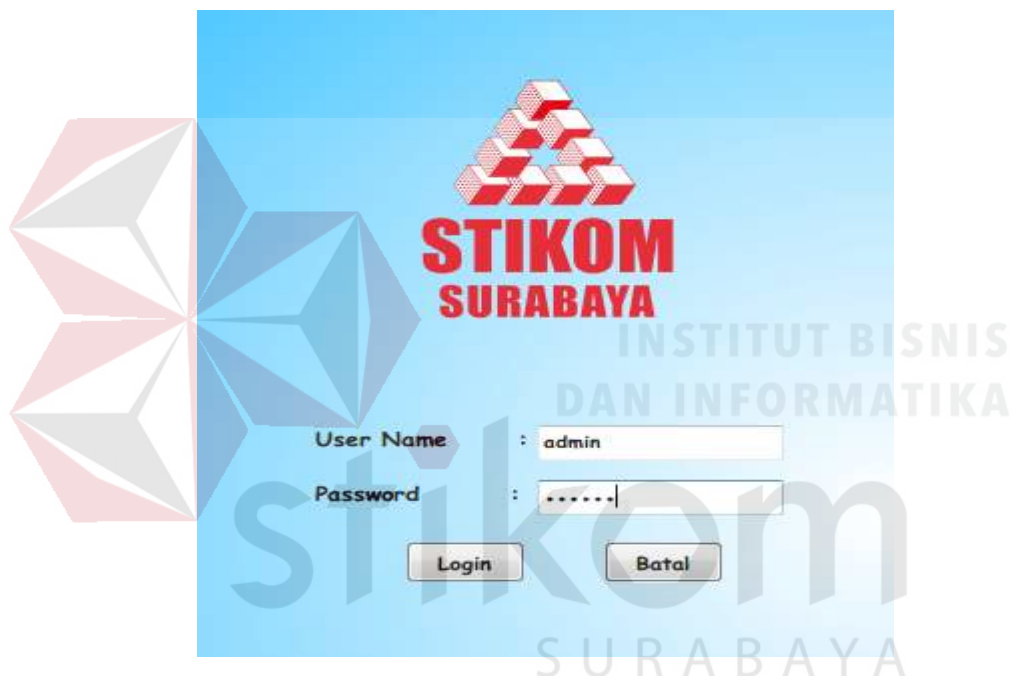 STIKOM
SURABAYA
INSTITUT BISNIS
DAN INFORMATIKA
User Name : admin
Password : ••••••
stikom
Login Batal
SURABAYA